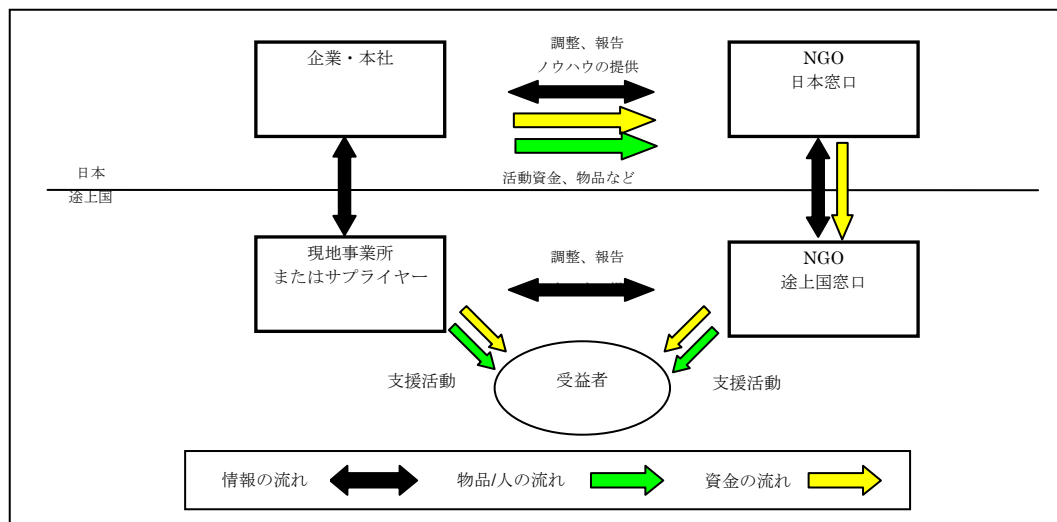 企業・本社
調整、報告
ノウハウの提供
NGO
日本窓口
活動資金、物品など
日本
途上国
現地事業所
またはサプライヤー
調整、報告
NGO
途上国窓口
支援活動
受益者
支援活動
情報の流れ
物品/人の流れ
資金の流れ